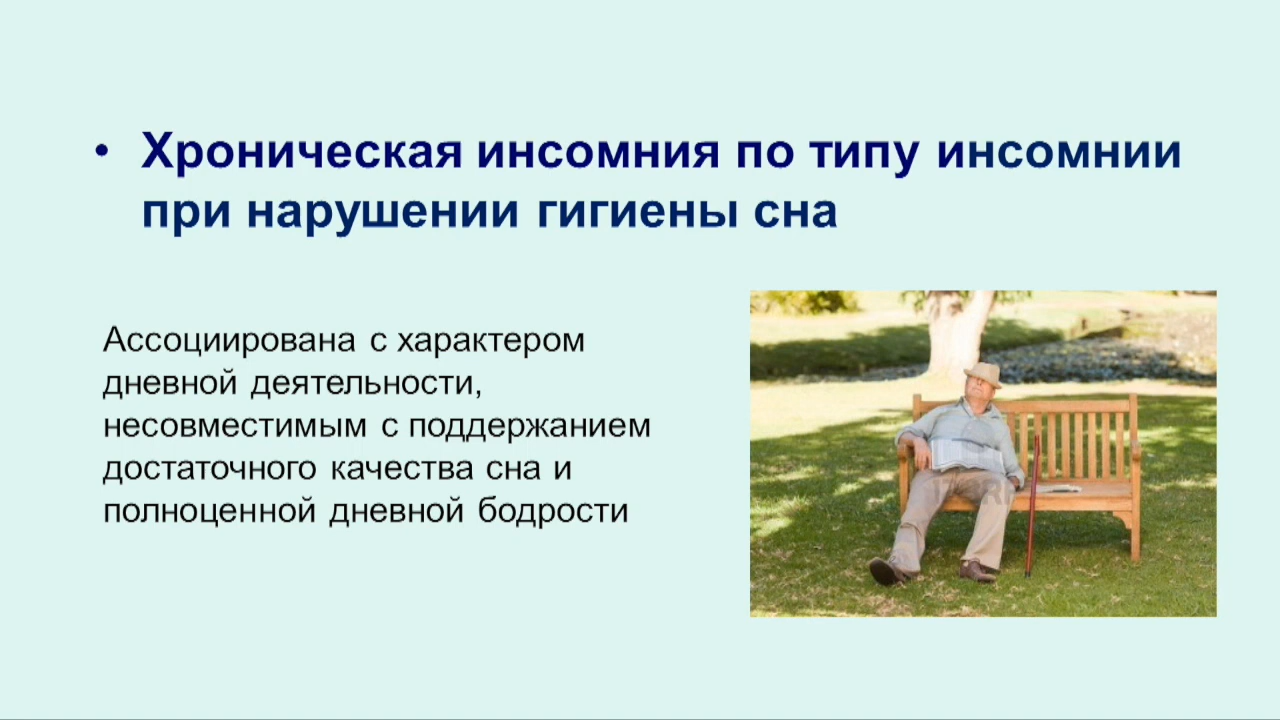 • Хроническая инсомния по типу инсомнии
при нарушении гигиены сна
Ассоциирована с характером
дневной деятельности,
несовместимым с поддержанием
достаточного качества сна и
полноценной дневной бодрости